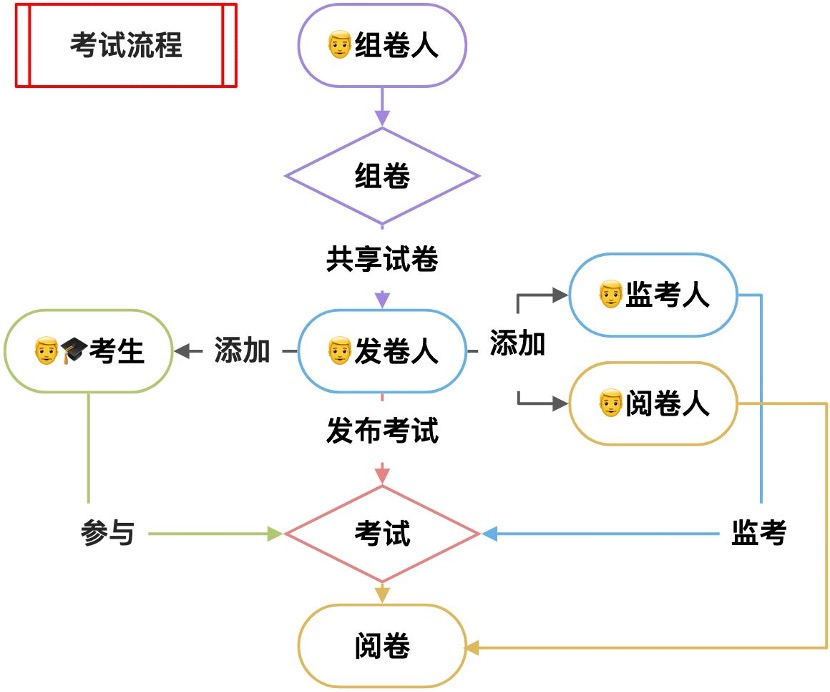 考试流程
组卷人
组卷
共享试卷
监考人
考生
添加
发卷人
添加
阅卷人
发布考试
参与
考试
监考
阅卷